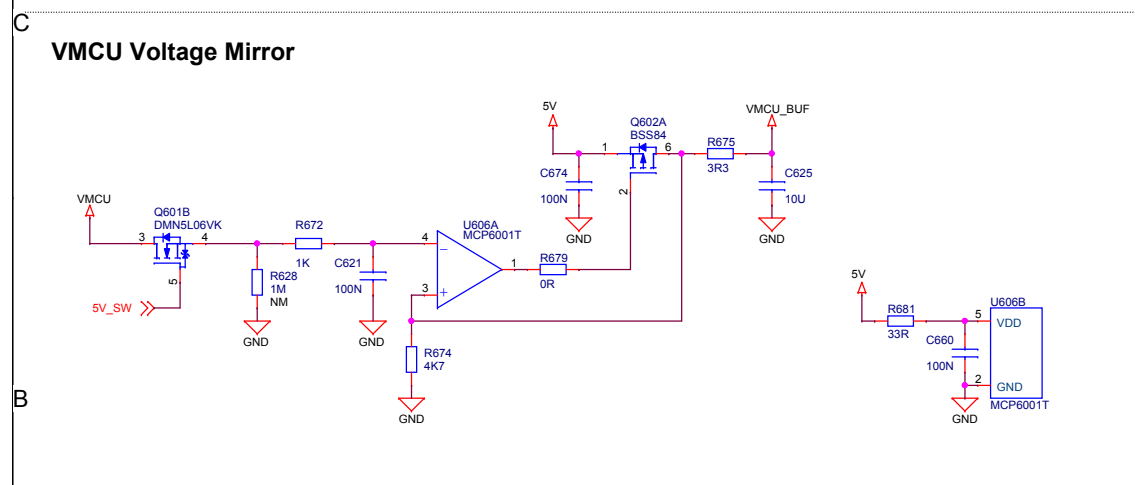 C
VMCU Voltage Mirror
5V
Q602A
BSS84
VMCU_BUF
1
6
R675
3R3
C674
100N
2
C625
10U
GND
GND
VMCU
Q601B
DMN5L06VK
3
4
R672
1K
U606A
MCP6001T
4
1
R679
0R
5
5V_SW
R628
1M
NM
C621
100N
3
GND
GND
R674
4K7
GND
5V
R681
33R
U606B
5
VDD
C660
100N
2
GND
MCP6001T
GND
B